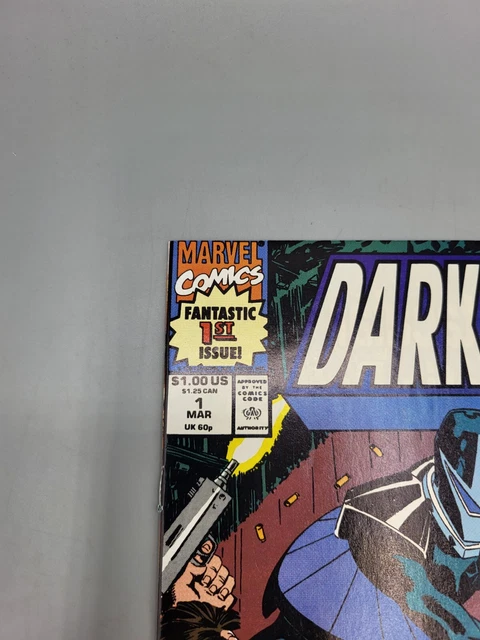 MARVEL
COMICS
FANTASTIC
1ST
ISSUE!
DARK
$1.00 US
$1.25 CAN
1
MAR
UK 60p
APPROVED
BY THE
COMICS
CODE
AUTHORITY